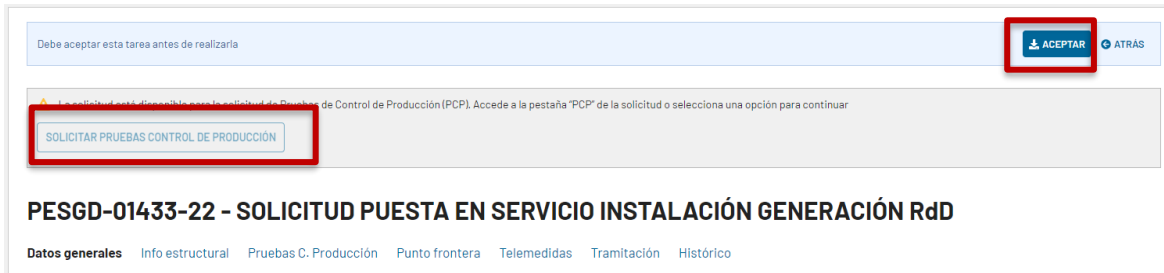 Debe aceptar esta tarea antes de realizarla
ACEPTAR
ATRÁS
La solicitud está disponible para la solicitud de Pruebas de Control de Producción (PCP). Accede a la pestaña "PCP" de la solicitud o selecciona una opción para continuar
SOLICITAR PRUEBAS CONTROL DE PRODUCCIÓN
PESGD-01433-22 - SOLICITUD PUESTA EN SERVICIO INSTALACIÓN GENERACIÓN RdD
Datos generales Info estructural Pruebas C. Producción Punto frontera Telemedidas Tramitación Histórico